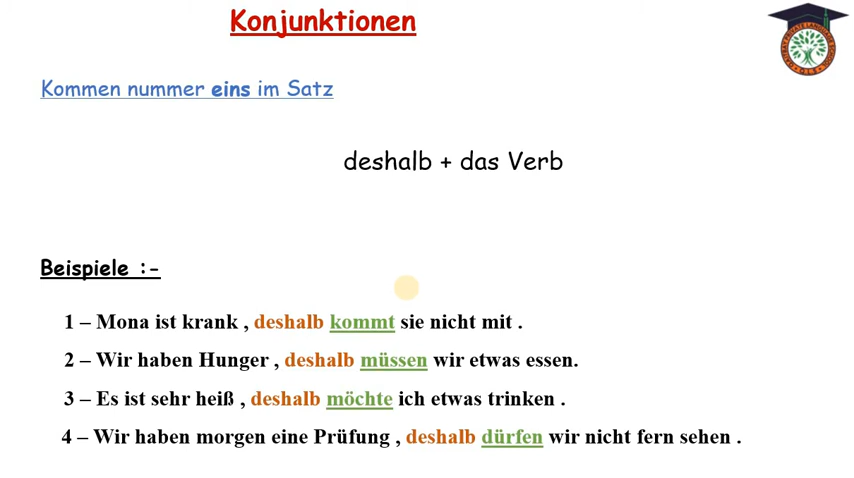 Konjunktionen
Kommen nummer eins im Satz
deshalb + das Verb
Beispiele :-
1 – Mona ist krank , deshalb kommt sie nicht mit .
2 – Wir haben Hunger , deshalb müssen wir etwas essen.
3 – Es ist sehr heiß , deshalb möchte ich etwas trinken .
4 – Wir haben morgen eine Prüfung , deshalb dürfen wir nicht fern sehen .